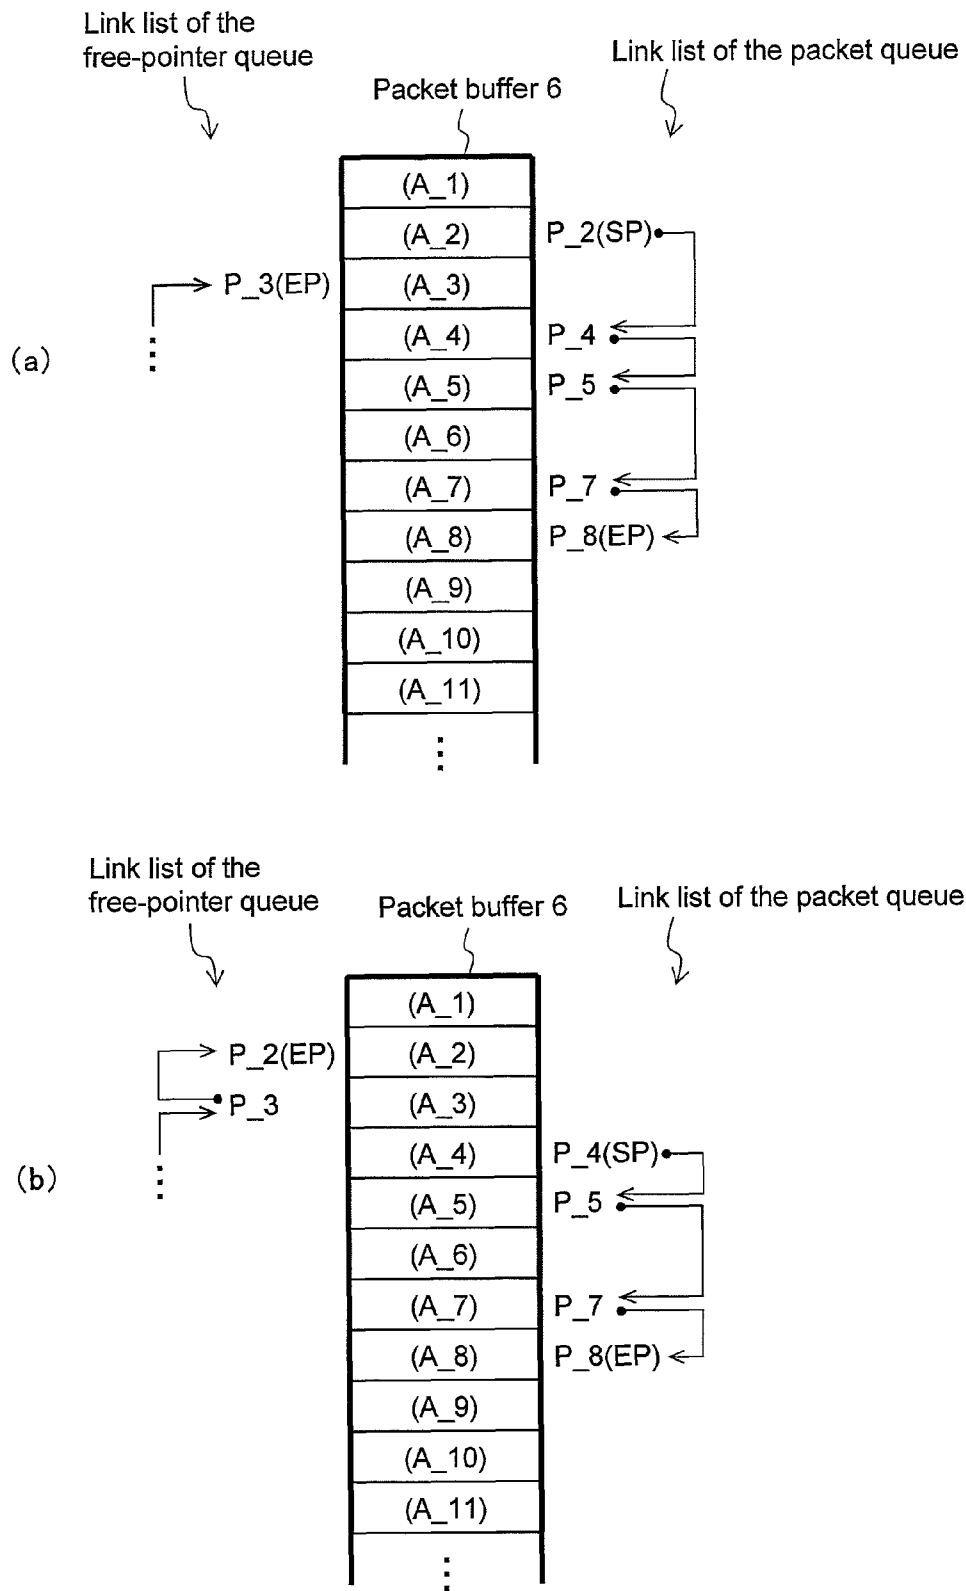 Link list of the
free-pointer queue
Link list of the packet queue
Packet buffer 6
(A_1)
(A_2)
P_2(SP)
P_3(EP)
(A_3)
(a)
(A_4)
P_4
(A_5)
P_5
(A_6)
(A_7)
P_7
(A_8)
P_8(EP)
(A_9)
(A_10)
(A_11)
Link list of the
free-pointer queue
Packet buffer 6
Link list of the packet queue
(A_1)
P_2(EP)
(A_2)
P_3
(A_3)
(b)
(A_4)
P_4(SP)
(A_5)
P_5
(A_6)
(A_7)
P_7
(A_8)
P_8(EP)
(A_9)
(A_10)
(A_11)